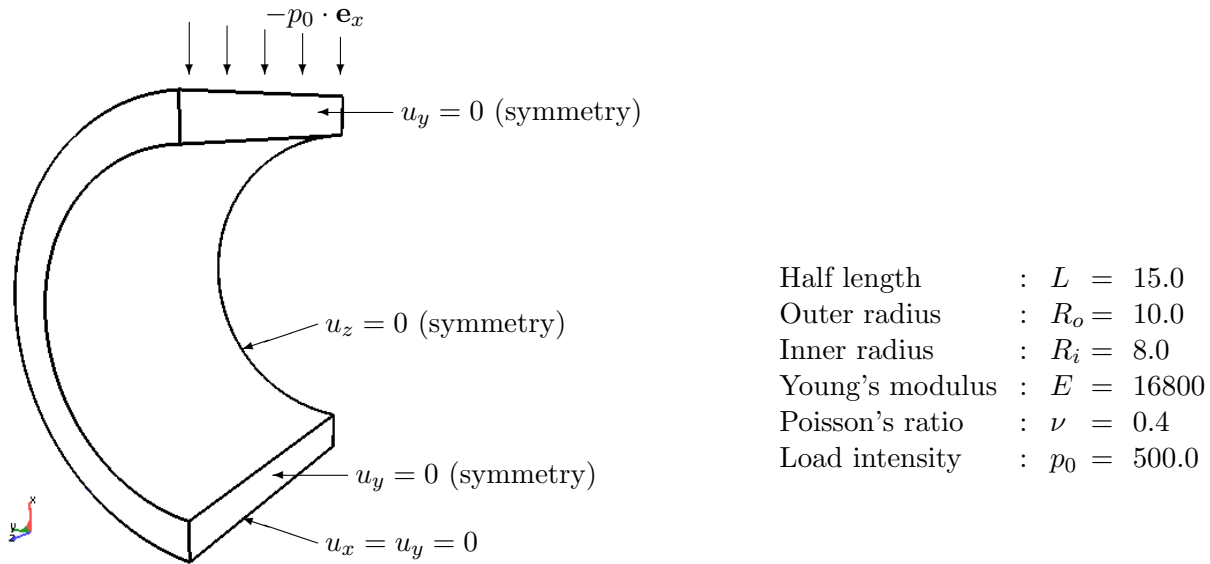 −p₀ · 𝐞ₓ
u_y = 0 (symmetry)
u_z = 0 (symmetry)
u_y = 0 (symmetry)
u_x = u_y = 0
x
y
z
Half length : L = 15.0
Outer radius : R_o = 10.0
Inner radius : R_i = 8.0
Young's modulus : E = 16800
Poisson's ratio : ν = 0.4
Load intensity : p₀ = 500.0